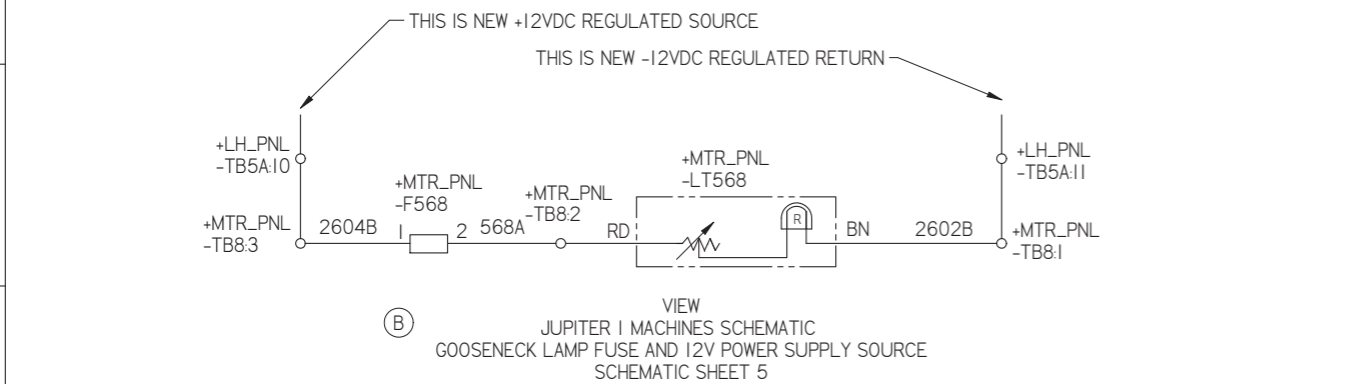 THIS IS NEW +12VDC REGULATED SOURCE
THIS IS NEW -12VDC REGULATED RETURN
+LH_PNL
-TB5A:10
+MTR_PNL
-LT568
+LH_PNL
-TB5A:11
+MTR_PNL
-F568
+MTR_PNL
-TB8:2
+MTR_PNL
-TB8:3
2604B
1
2
568A
RD
R
BN
2602B
+MTR_PNL
-TB8:1
B
VIEW
JUPITER 1 MACHINES SCHEMATIC
GOOSENECK LAMP FUSE AND 12V POWER SUPPLY SOURCE
SCHEMATIC SHEET 5